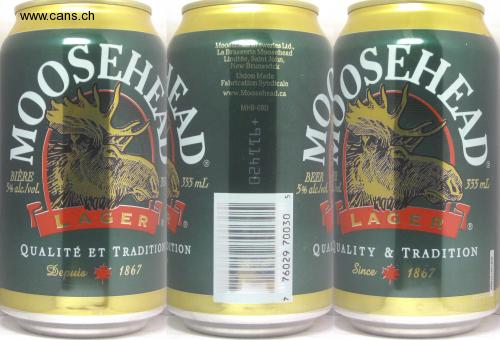 www.cans.ch
MOOSEHEAD
BIÈRE
5% alc./vol.
LAGER
QUALITÉ ET TRADITION
Depuis 1867
Moosehead Breweries Ltd.,
La Brasserie Moosehead
Limitée, Saint John,
New Brunswick
Union Made
Fabrication Syndicale
www.Moosehead.ca
MHB-08D
+911420
7 76029 70030 5
355 mL
MOOSEHEAD
BEER
5% alc./vol.
355 mL
LAGER
QUALITY & TRADITION
Since 1867